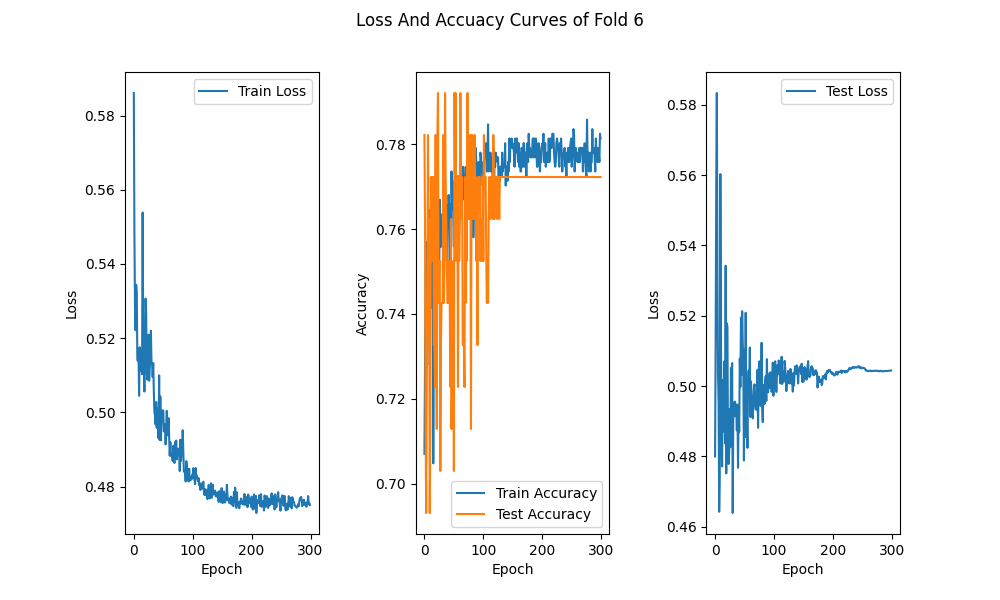 Loss And Accuacy Curves of Fold 6
Train Loss
0.58
0.56
0.54
0.52
0.50
0.48
Loss
0
100
200
300
Epoch
0.78
0.76
0.74
0.72
0.70
Accuracy
Train Accuracy
Test Accuracy
0
100
200
300
Epoch
Test Loss
0.58
0.56
0.54
0.52
0.50
0.48
0.46
Loss
0
100
200
300
Epoch